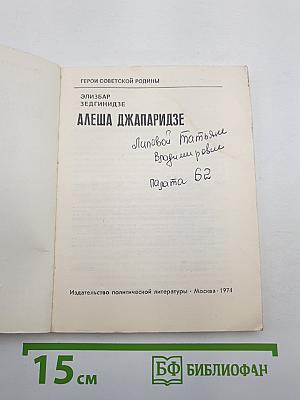 ГЕРОИ СОВЕТСКОЙ РОДИНЫ
ЭЛИЗБАР
ЗЕДГИНИДЗЕ
АЛЕША ДЖАПАРИДЗЕ
Липовой Татьяне
Владимировне
палата 62
Издательство политической литературы · Москва · 1974
15 см
БФ БИБЛИОФАН